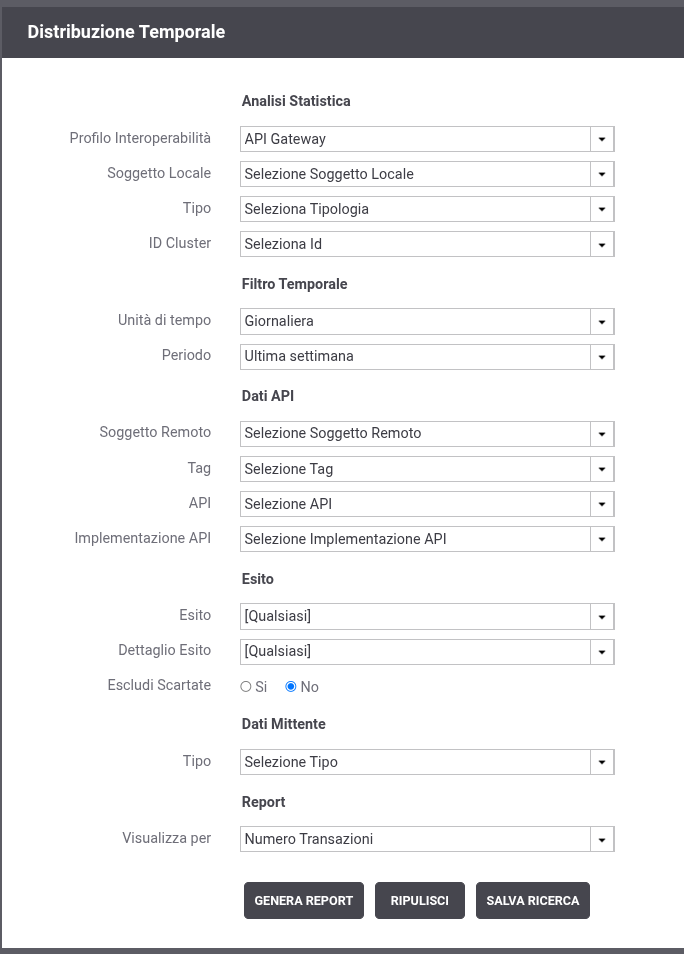 Distribuzione Temporale
Analisi Statistica
Profilo Interoperabilità API Gateway
Soggetto Locale Selezione Soggetto Locale
Tipo Seleziona Tipologia
ID Cluster Seleziona Id
Filtro Temporale
Unità di tempo Giornaliera
Periodo Ultima settimana
Dati API
Soggetto Remoto Selezione Soggetto Remoto
Tag Selezione Tag
API Selezione API
Implementazione API Selezione Implementazione API
Esito
Esito [Qualsiasi]
Dettaglio Esito [Qualsiasi]
Escludi Scartate Si No
Dati Mittente
Tipo Selezione Tipo
Report
Visualizza per Numero Transazioni
GENERA REPORT RIPULISCI SALVA RICERCA